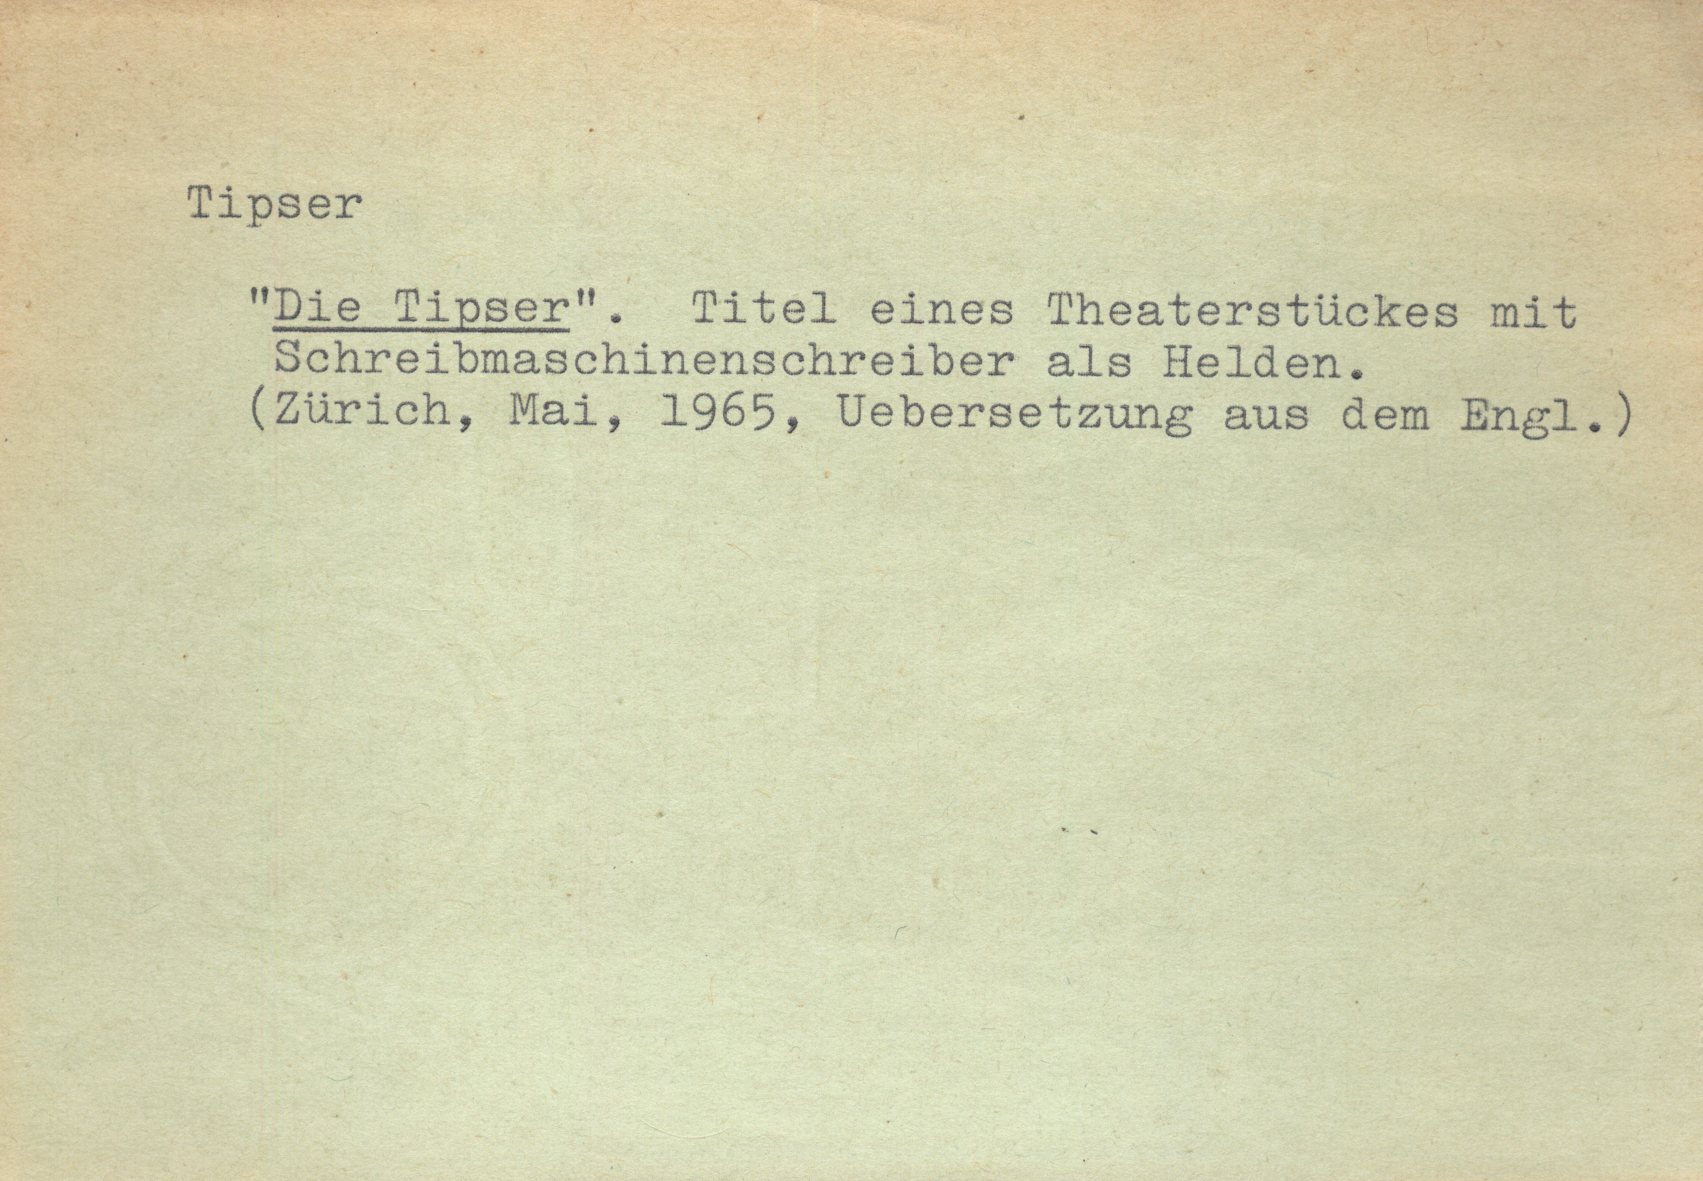 Tipser
"Die Tipser". Titel eines Theaterstückes mit
Schreibmaschinenschreiber als Helden.
(Zürich, Mai, 1965, Uebersetzung aus dem Engl.)